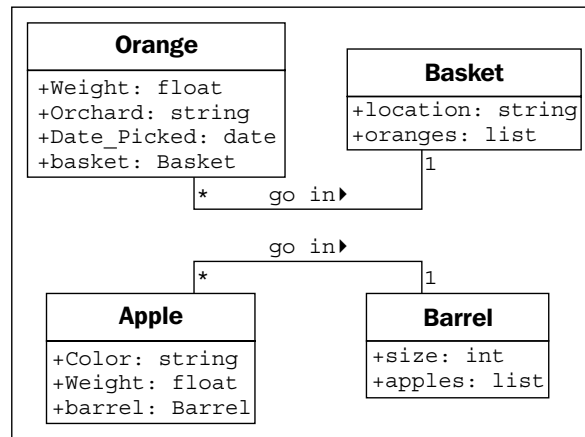 Orange
+Weight: float
+Orchard: string
+Date_Picked: date
+basket: Basket
Basket
+location: string
+oranges: list
* go in▶ 1
go in▶
* 1
Apple
+Color: string
+Weight: float
+barrel: Barrel
Barrel
+size: int
+apples: list